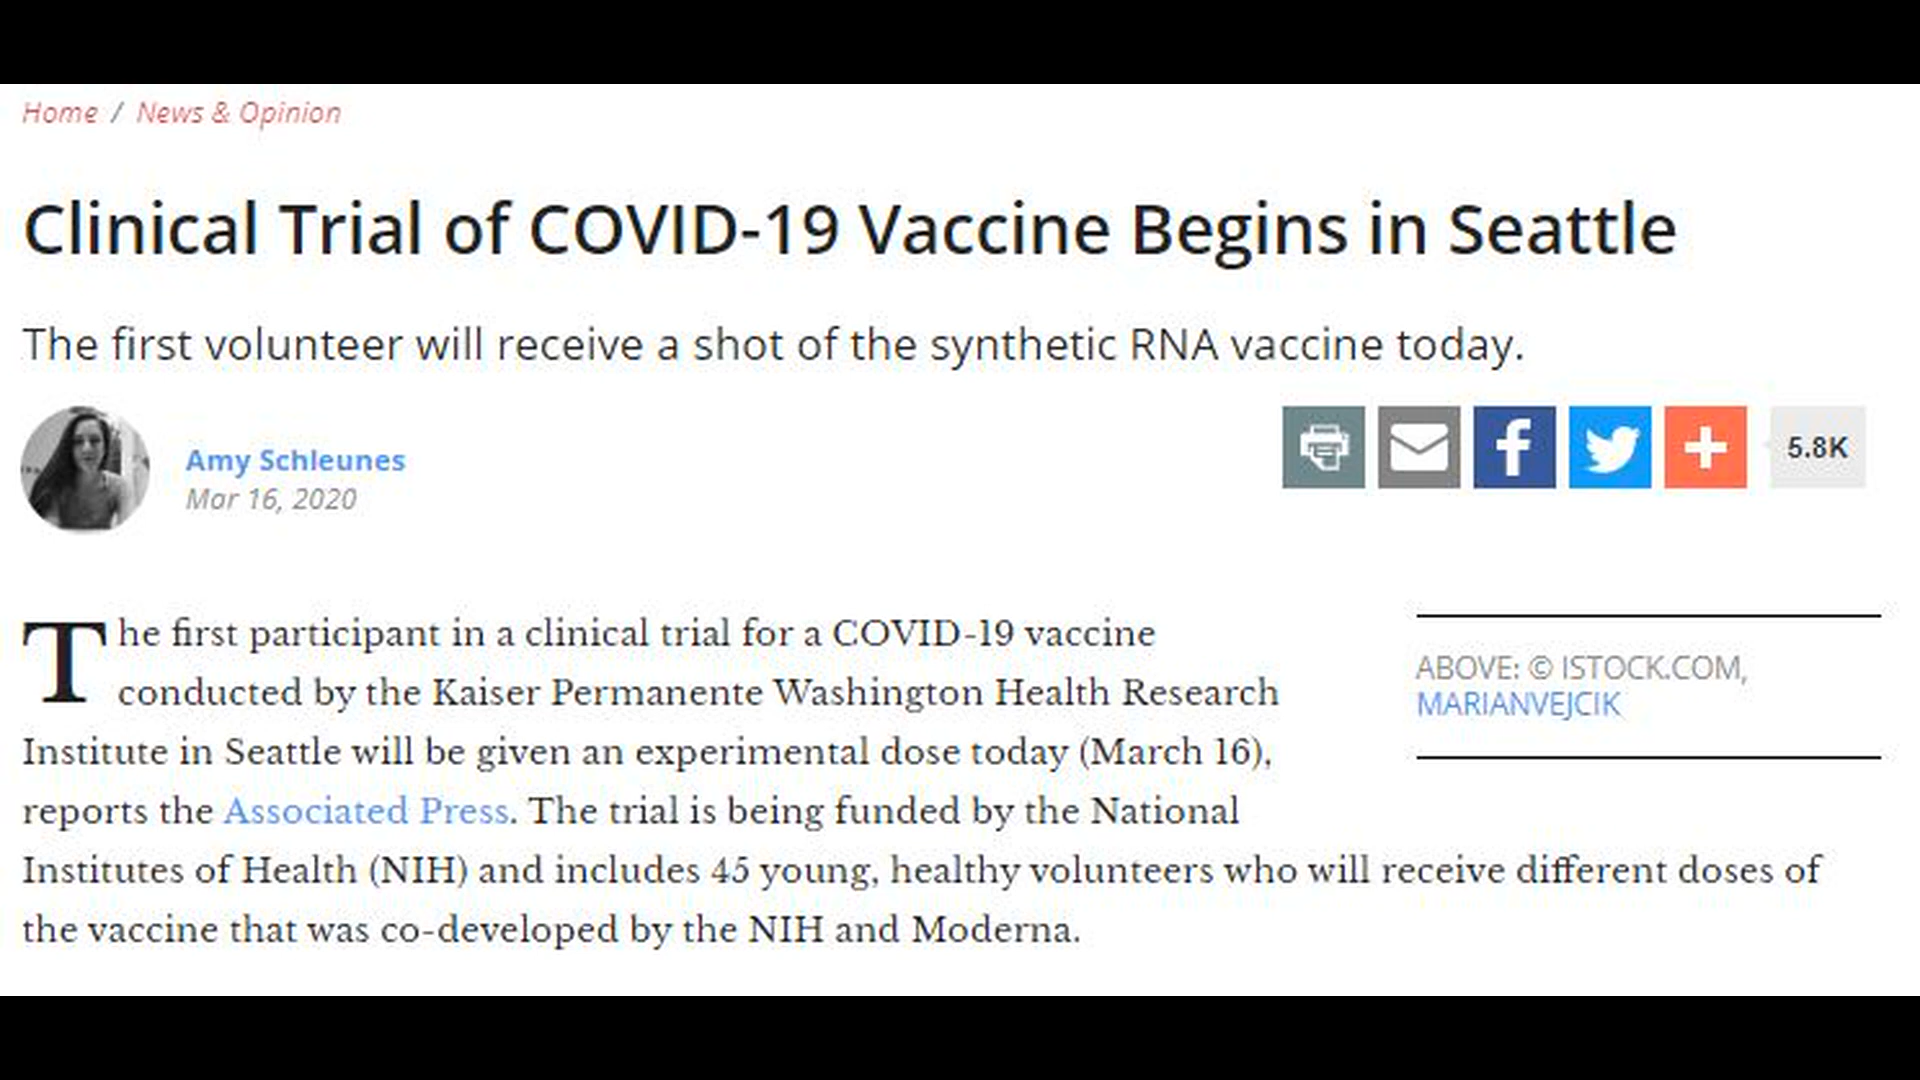 Home / News & Opinion
Clinical Trial of COVID-19 Vaccine Begins in Seattle
The first volunteer will receive a shot of the synthetic RNA vaccine today.
Amy Schleunes
Mar 16, 2020
5.8K
The first participant in a clinical trial for a COVID-19 vaccine
conducted by the Kaiser Permanente Washington Health Research
Institute in Seattle will be given an experimental dose today (March 16),
reports the Associated Press. The trial is being funded by the National
Institutes of Health (NIH) and includes 45 young, healthy volunteers who will receive different doses of
the vaccine that was co-developed by the NIH and Moderna.
ABOVE: © ISTOCK.COM,
MARIANVEJCIK